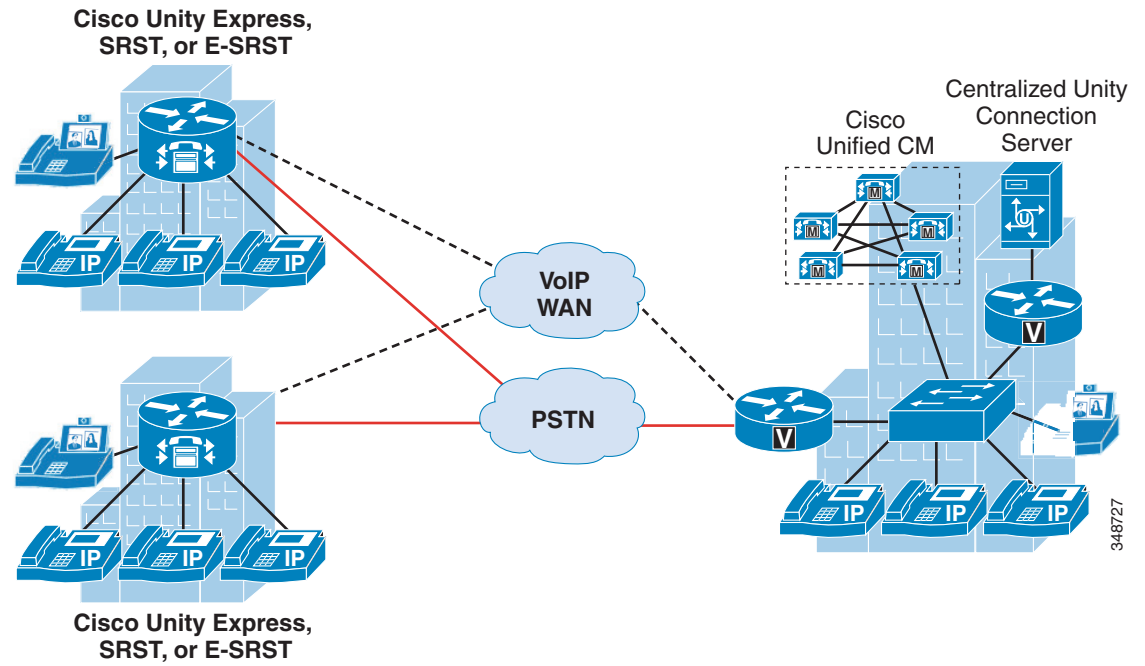 Cisco Unity Express,
SRST, or E-SRST
IP
IP
IP
VoIP
WAN
PSTN
Cisco
Unified CM
M
M
M
M
M
Centralized Unity
Connection
Server
U
V
V
IP
IP
IP
IP
IP
IP
Cisco Unity Express,
SRST, or E-SRST
348727